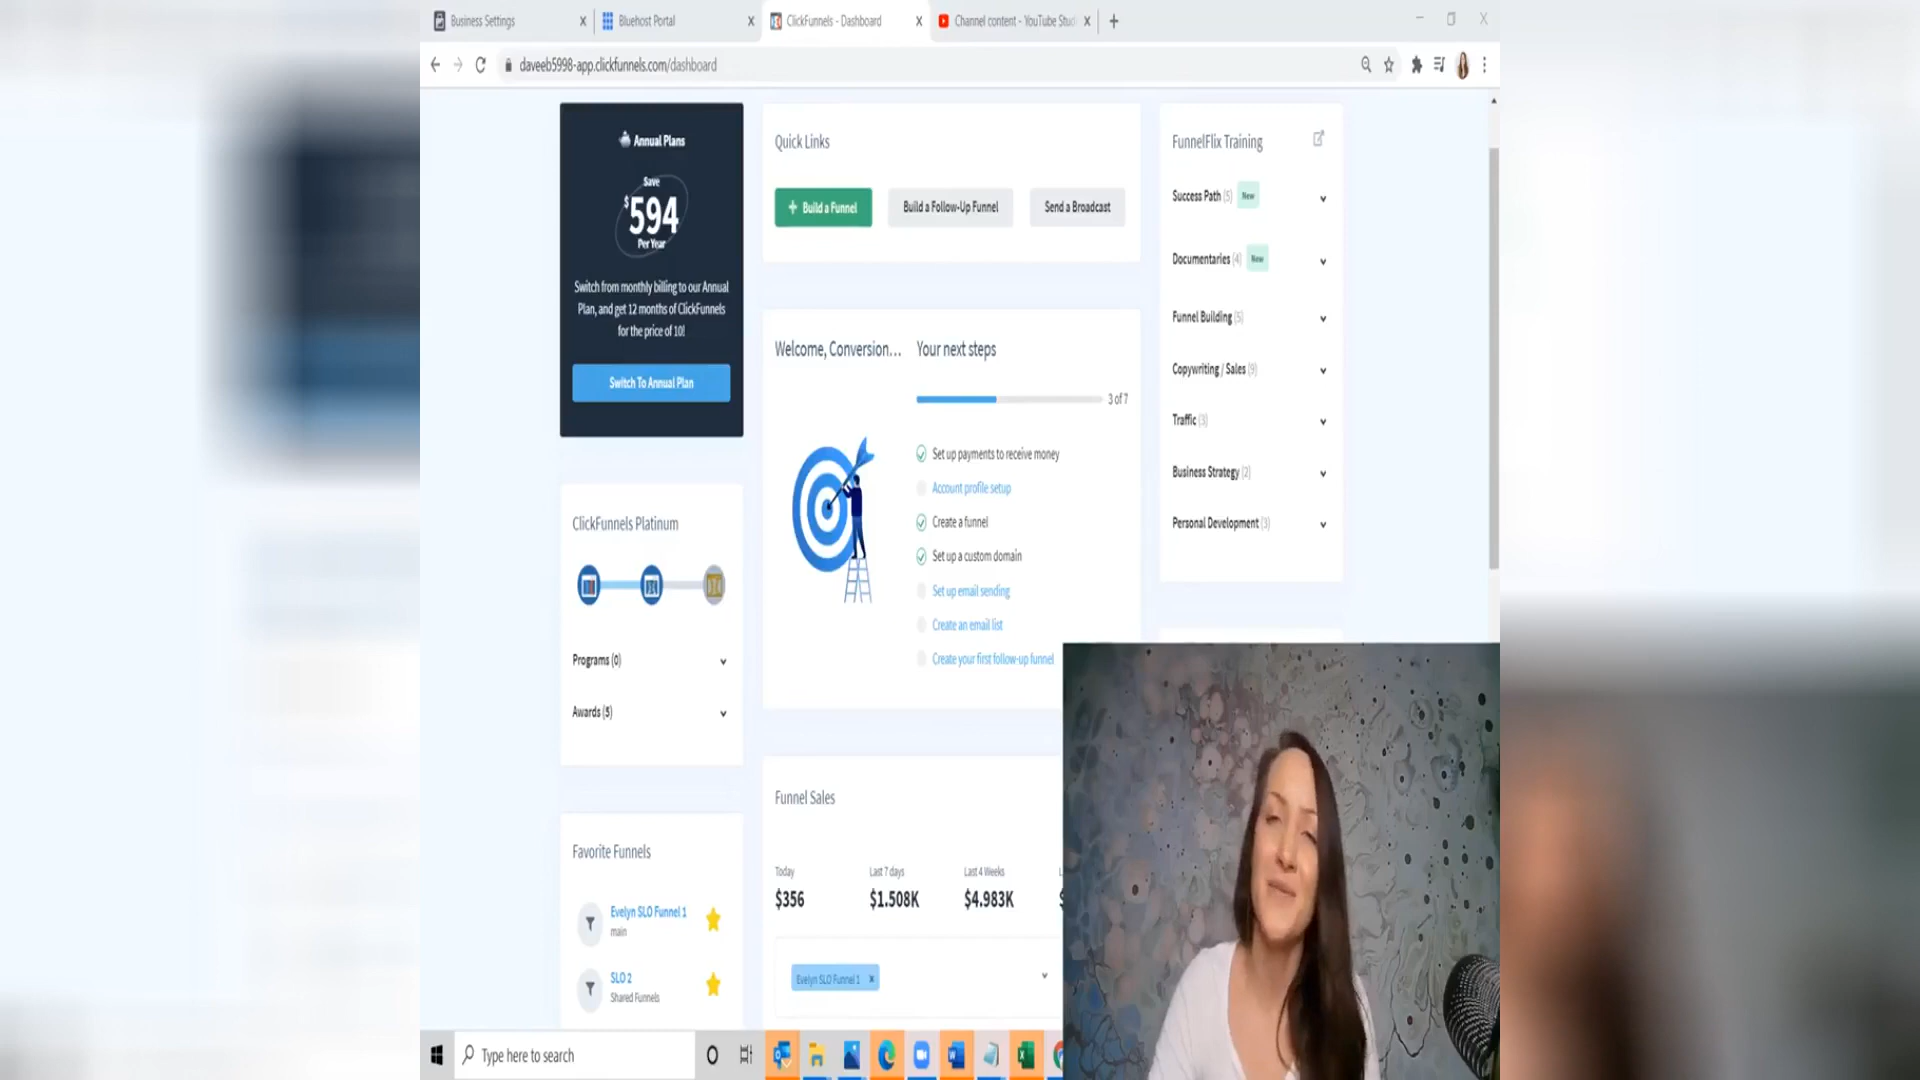 Business Settings
Bluehost Portal
ClickFunnels - Dashboard
Channel content - YouTube Stud
daveeb5998-app.clickfunnels.com/dashboard
Annual Plans
Save
$594
Per Year
Switch from monthly billing to our Annual
Plan, and get 12 months of ClickFunnels
for the price of 10!
Switch To Annual Plan
ClickFunnels Platinum
Programs (0)
Awards (5)
Favorite Funnels
Evelyn SLO Funnel 1
main
SLO 2
Shared Funnels
Quick Links
+ Build a Funnel
Build a Follow-Up Funnel
Send a Broadcast
Welcome, Conversion...
Your next steps
3 of 7
Set up payments to receive money
Account profile setup
Create a funnel
Set up a custom domain
Set up email sending
Create an email list
Create your first follow-up funnel
Funnel Sales
Today
$356
Last 7 days
$1.508K
Last 4 Weeks
$4.983K
Evelyn SLO Funnel 1 x
FunnelFlix Training
Success Path (5) New
Documentaries (4) New
Funnel Building (5)
Copywriting / Sales (9)
Traffic (3)
Business Strategy (2)
Personal Development (3)
Type here to search